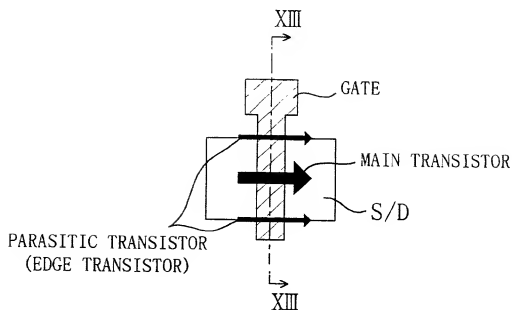 XIII
GATE
MAIN TRANSISTOR
S/D
PARASITIC TRANSISTOR
(EDGE TRANSISTOR)
XIII